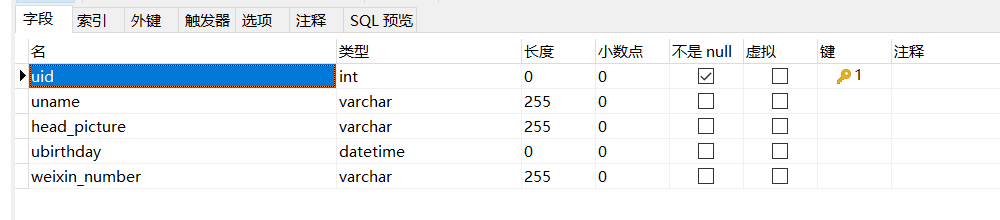 字段 索引 外键 触发器 选项 注释 SQL 预览
名 类型 长度 小数点 不是 null 虚拟 键 注释
uid int 0 0 1
uname varchar 255 0
head_picture varchar 255 0
ubirthday datetime 0 0
weixin_number varchar 255 0